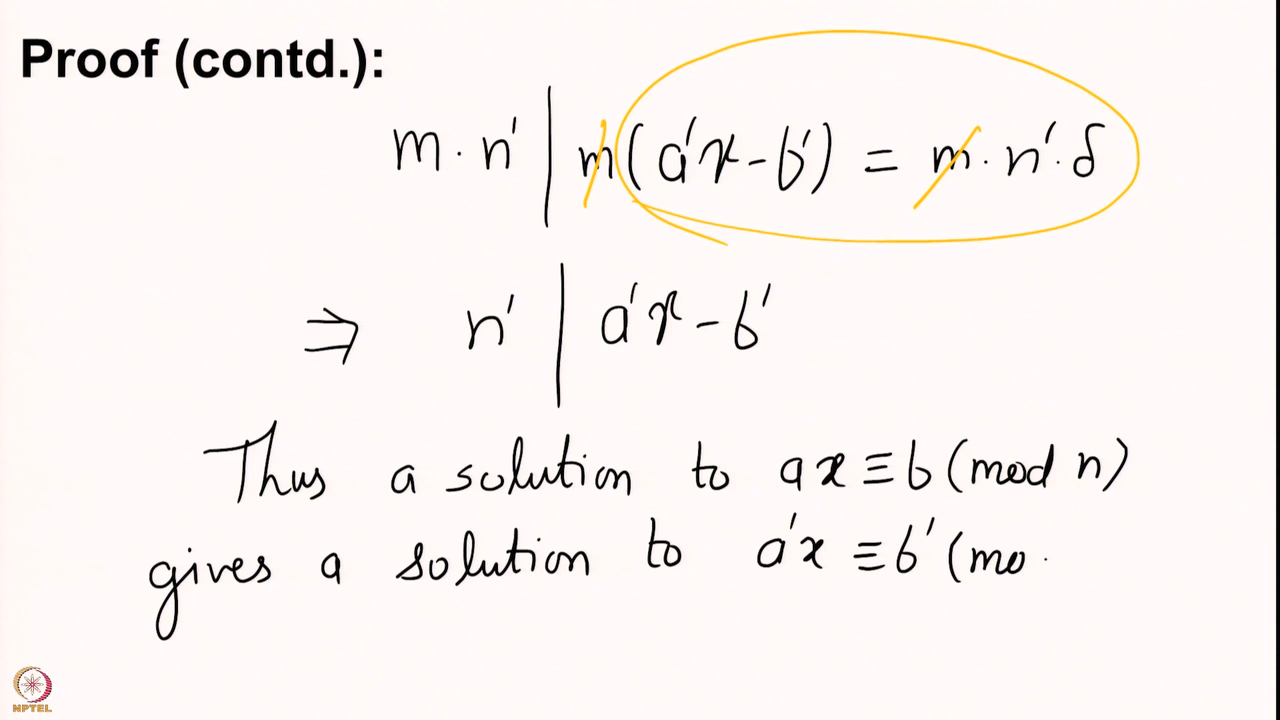 Proof (contd.):
m · n' | m(a'x - b') = m · n' · δ
⇒ n' | a'x - b'
Thus a solution to ax ≡ b (mod n)
gives a solution to a'x ≡ b' (mo
NPTEL